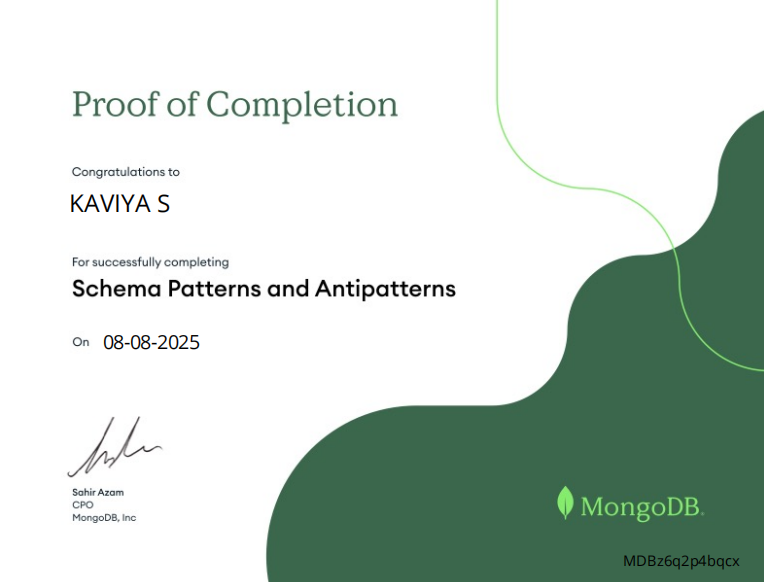 Proof of Completion
Congratulations to
KAVIYA S
For successfully completing
Schema Patterns and Antipatterns
On 08-08-2025
Sahir Azam
CPO
MongoDB, Inc
MongoDB.
MDBz6q2p4bqcx